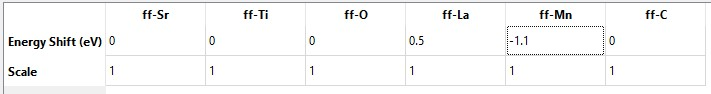 ff-Sr ff-Ti ff-O ff-La ff-Mn ff-C
Energy Shift (eV) 0 0 0 0.5 -1.1 0
Scale 1 1 1 1 1 1